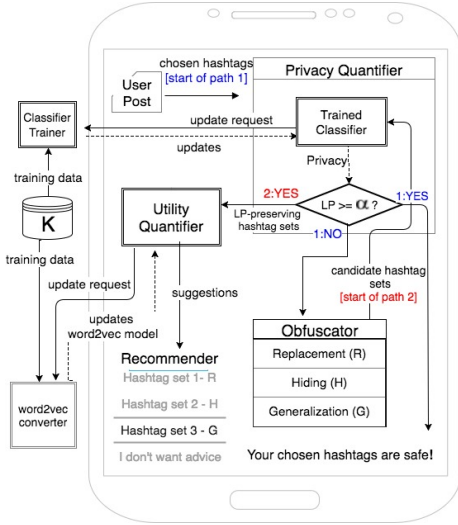 chosen hashtags
[start of path 1]
User
Post
Privacy Quantifier
Classifier
Trainer
update request
updates
Trained
Classifier
Privacy
training data
K
training data
2:YES
LP-preserving
hashtag sets
LP >= α ?
1:YES
1:NO
Utility
Quantifier
update request
updates
word2vec model
suggestions
candidate hashtag
sets
[start of path 2]
Obfuscator
Replacement (R)
Hiding (H)
Generalization (G)
Recommender
Hashtag set 1- R
Hashtag set 2 - H
Hashtag set 3 - G
I don't want advice
word2vec
converter
Your chosen hashtags are safe!